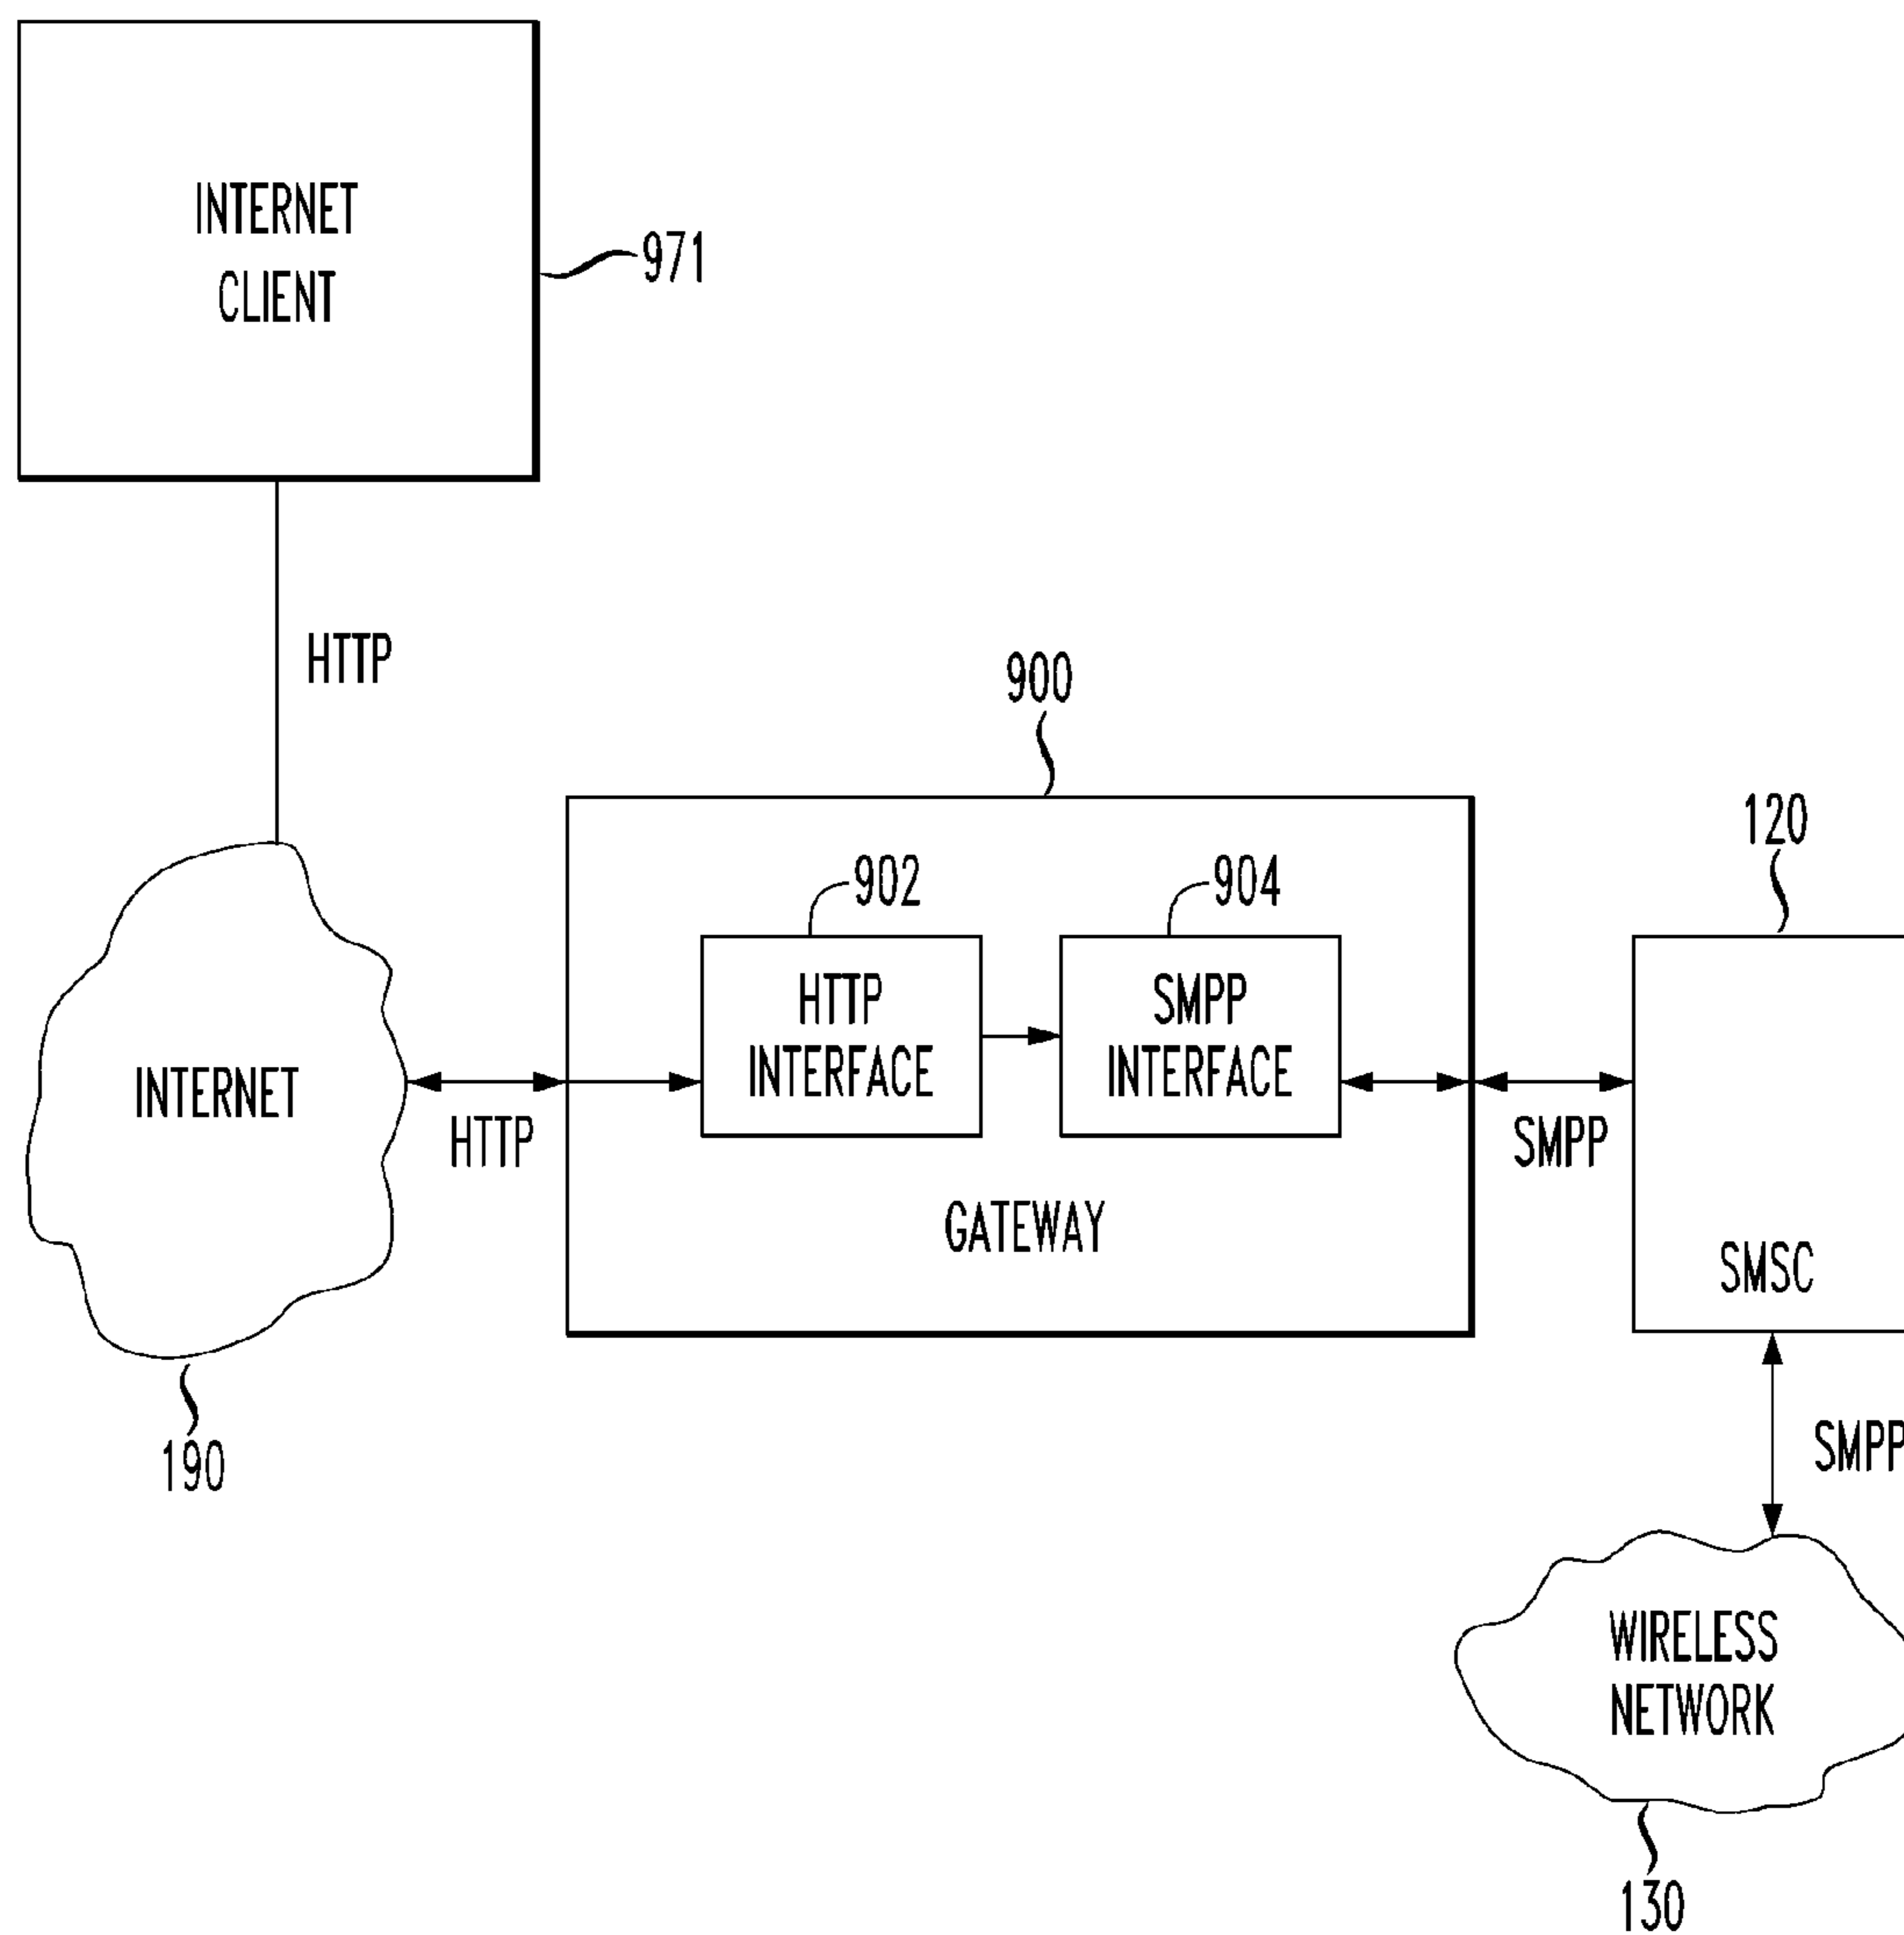 INTERNET
CLIENT
971
HTTP
900
120
902
904
HTTP
INTERFACE
SMPP
INTERFACE
INTERNET
HTTP
SMPP
GATEWAY
SMSC
190
SMPP
WIRELESS
NETWORK
130